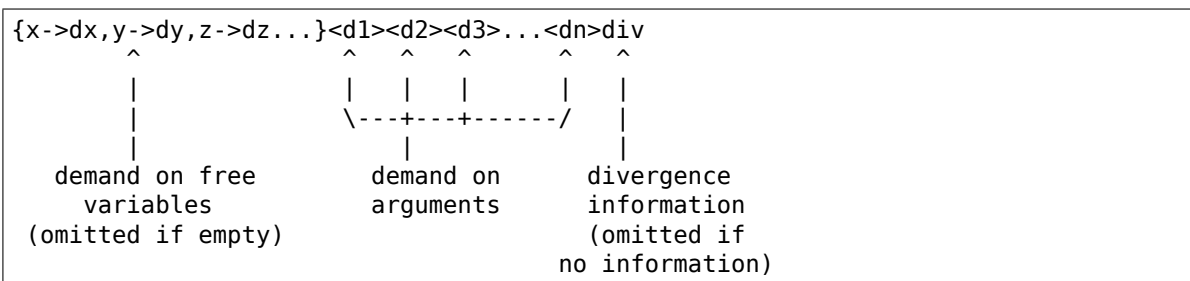 {x->dx,y->dy,z->dz...}<d1><d2><d3>...<dn>div
        ^              ^   ^   ^      ^   ^
        |              |   |   |      |   |
        |              \---+---+------/   |
        |                  |              |
   demand on free        demand on      divergence
     variables           arguments      information
 (omitted if empty)                     (omitted if
                                      no information)